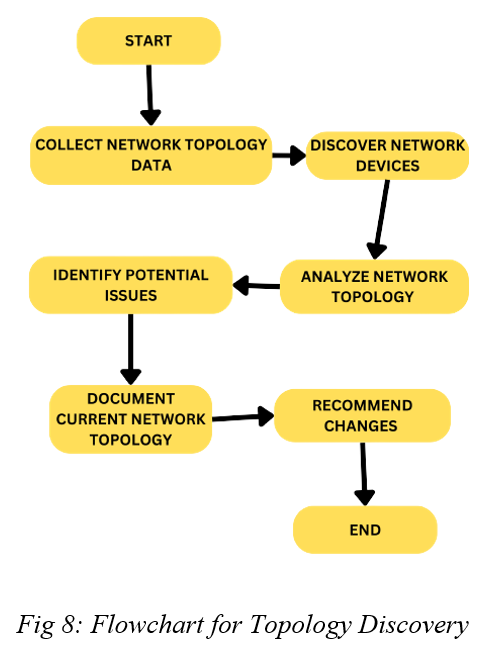 START
COLLECT NETWORK TOPOLOGY
DATA
DISCOVER NETWORK
DEVICES
ANALYZE NETWORK
TOPOLOGY
IDENTIFY POTENTIAL
ISSUES
DOCUMENT
CURRENT NETWORK
TOPOLOGY
RECOMMEND
CHANGES
END
Fig 8: Flowchart for Topology Discovery